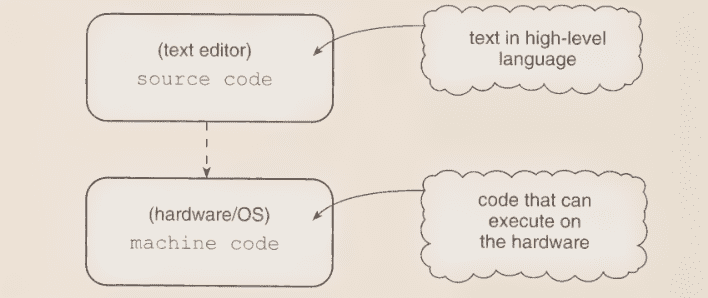 (text editor)
source code
text in high-level
language
(hardware/OS)
machine code
code that can
execute on
the hardware